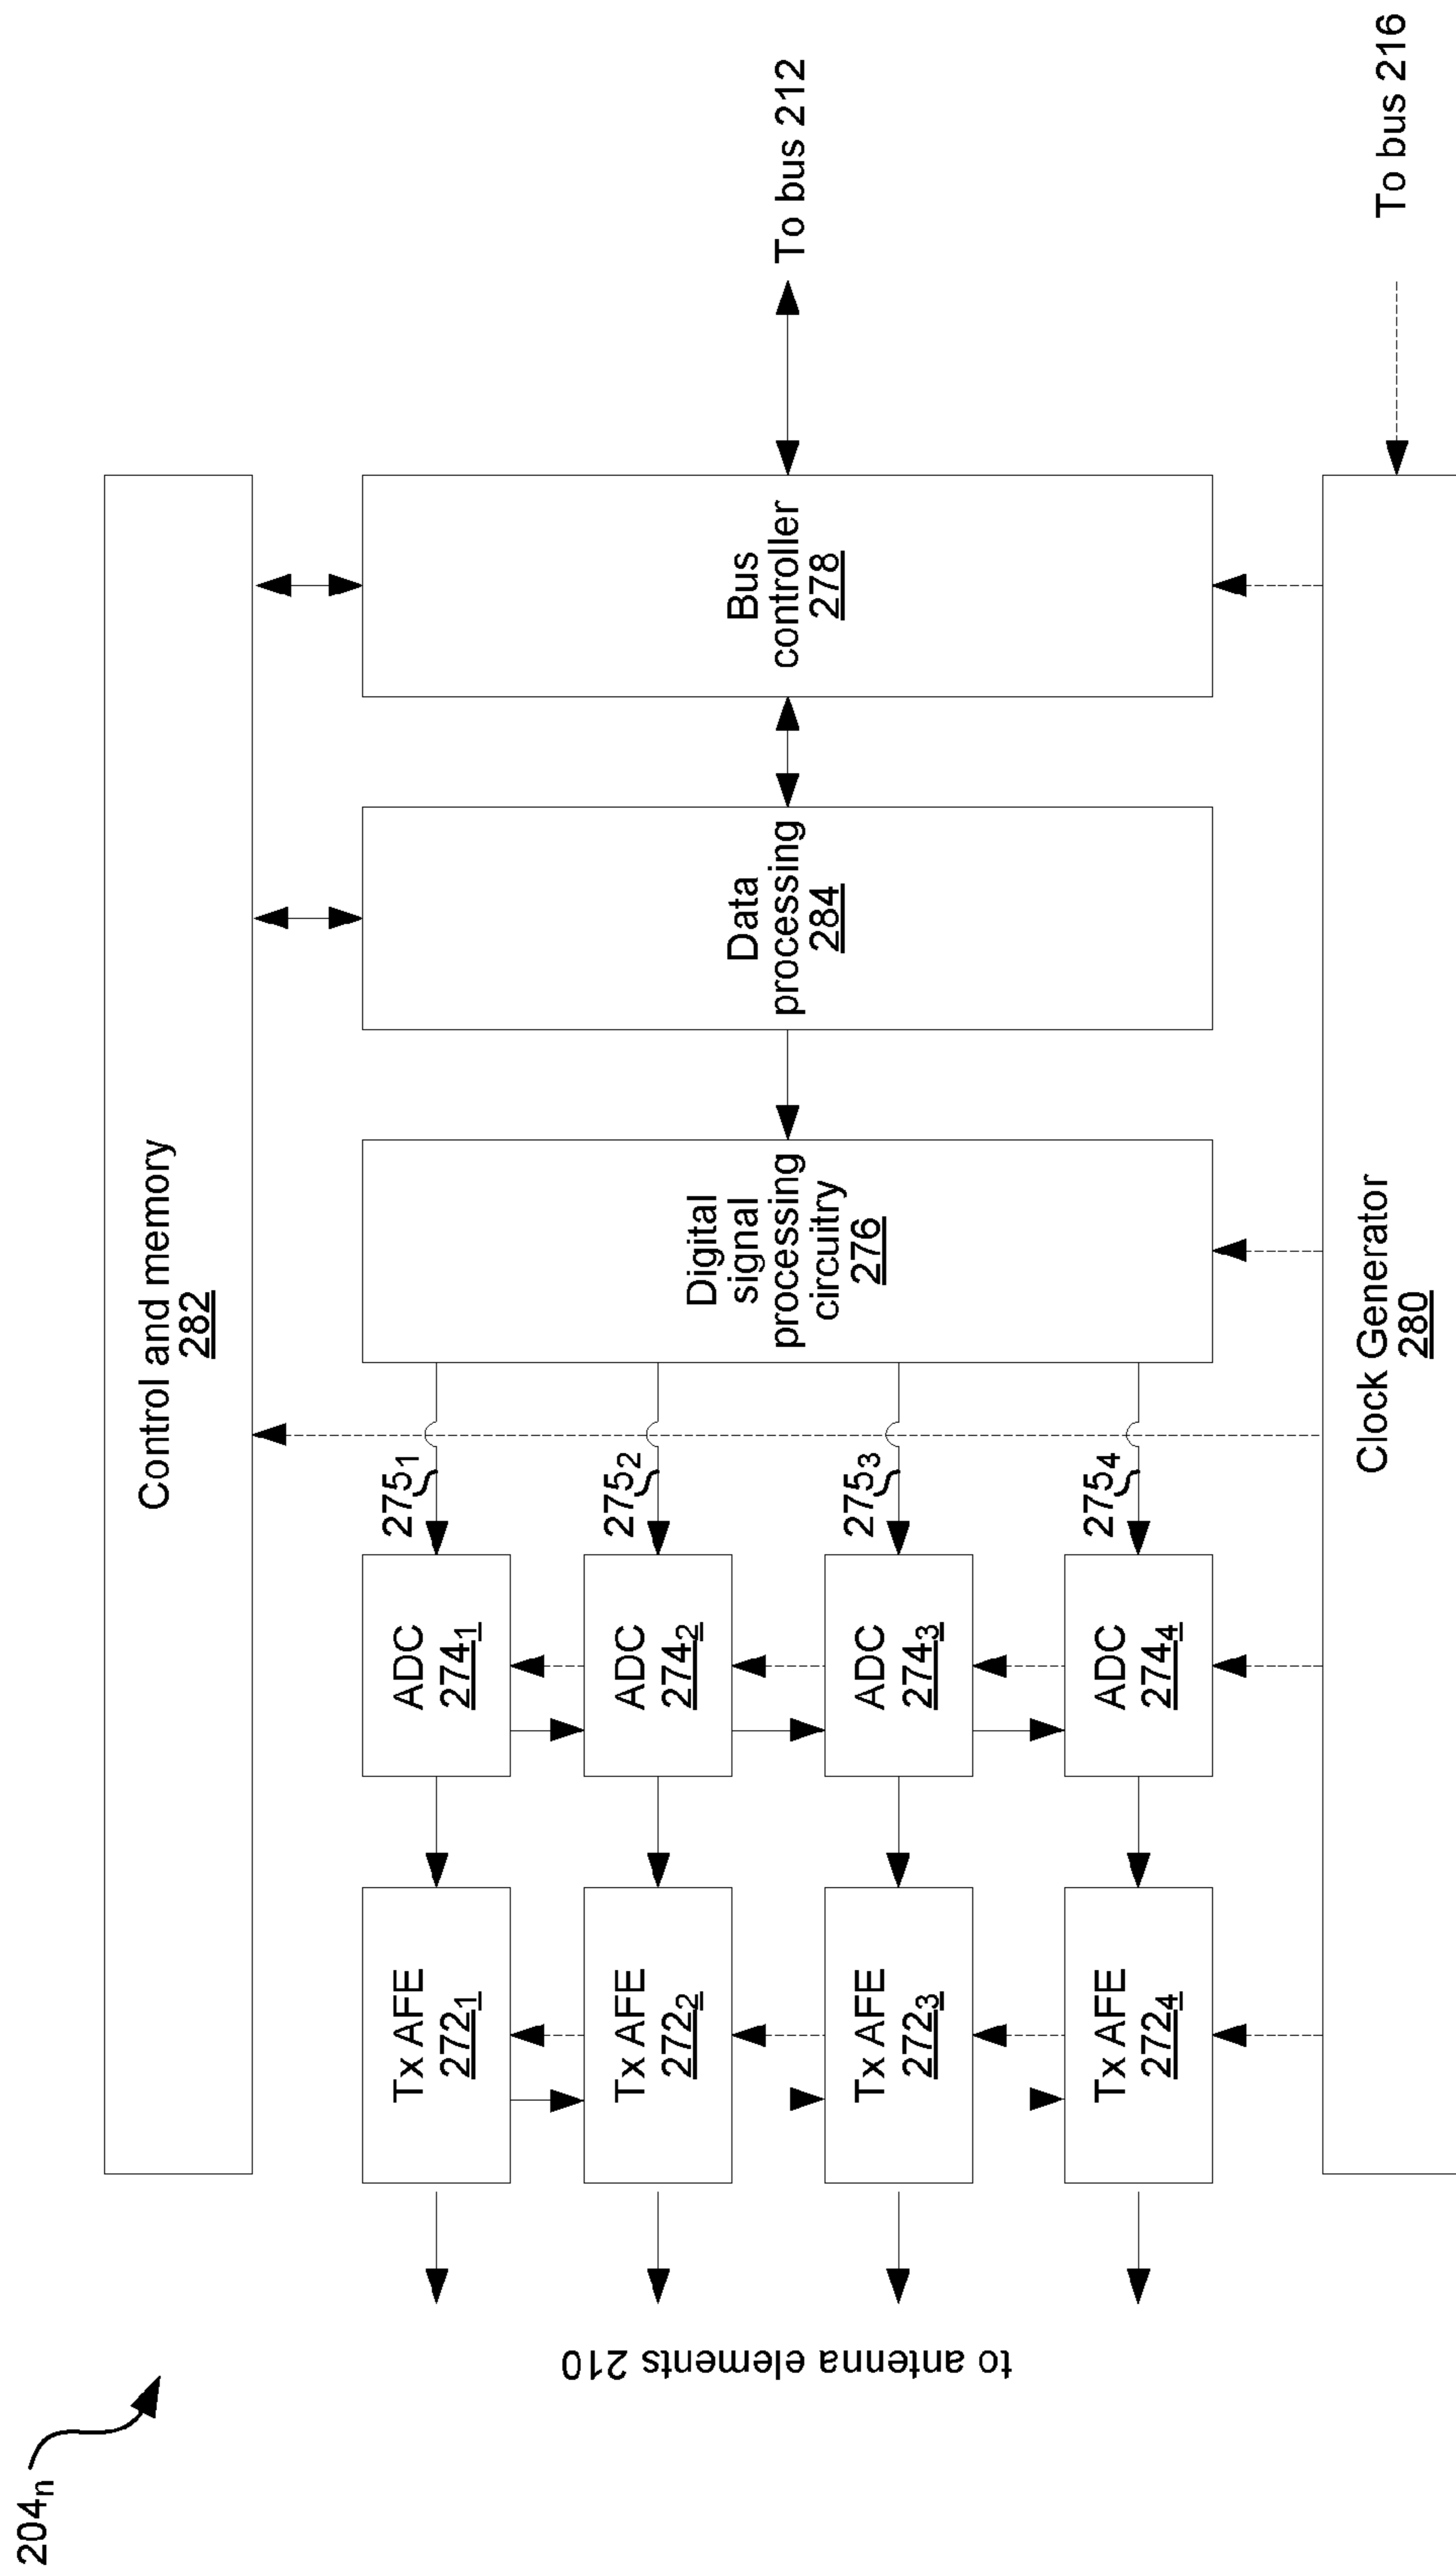 204n
Control and memory
282
to antenna elements 210
Tx AFE
272₁
ADC
274₁
275₁
Tx AFE
272₂
ADC
274₂
275₂
Tx AFE
272₃
ADC
274₃
275₃
Tx AFE
272₄
ADC
274₄
275₄
Digital
signal
processing
circuitry
276
Data
processing
284
Bus
controller
278
To bus 212
Clock Generator
280
To bus 216